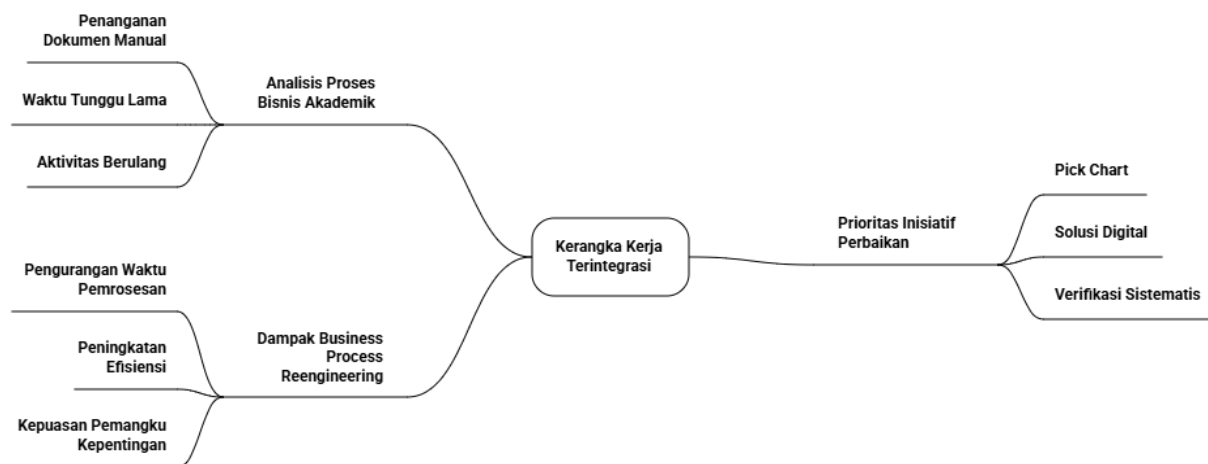 Penanganan
Dokumen Manual
Waktu Tunggu Lama
Aktivitas Berulang
Analisis Proses
Bisnis Akademik
Pengurangan Waktu
Pemrosesan
Peningkatan
Efisiensi
Kepuasan Pemangku
Kepentingan
Dampak Business
Process
Reengineering
Kerangka Kerja
Terintegrasi
Prioritas Inisiatif
Perbaikan
Pick Chart
Solusi Digital
Verifikasi Sistematis